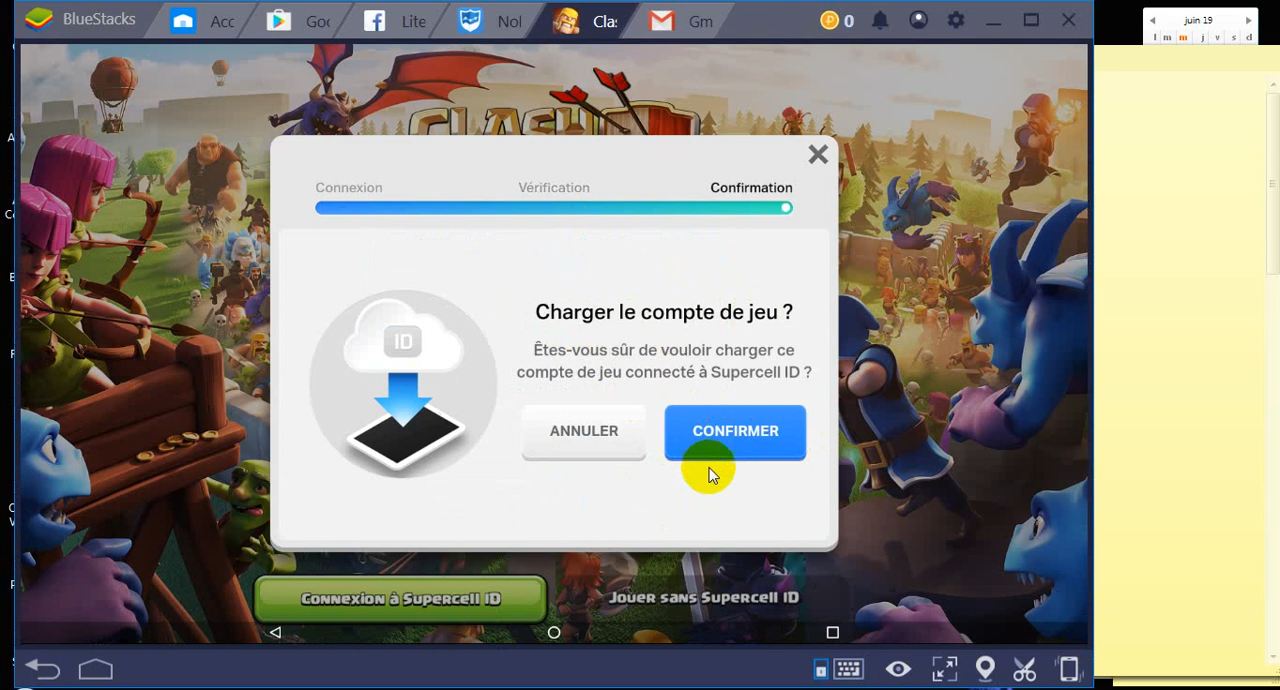 BlueStacks
Acc
Goo
Lite
Nol
Clas
Gm
0
juin 19
l m m j v s d
CLASH
Connexion
Vérification
Confirmation
ID
Charger le compte de jeu ?
Êtes-vous sûr de vouloir charger ce
compte de jeu connecté à Supercell ID ?
ANNULER
CONFIRMER
Connexion à Supercell ID
Jouer sans Supercell ID